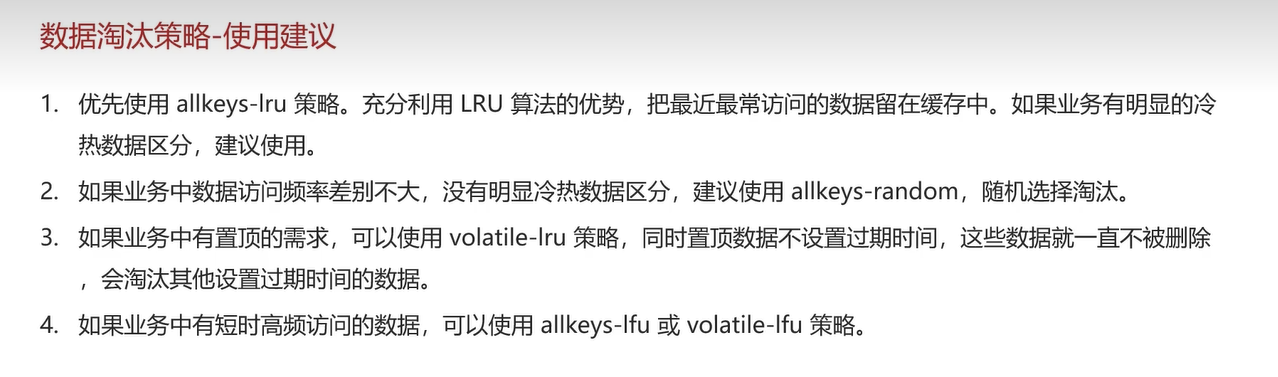 数据淘汰策略-使用建议
1. 优先使用 allkeys-lru 策略。充分利用 LRU 算法的优势，把最近最常访问的数据留在缓存中。如果业务有明显的冷
热数据区分，建议使用。
2. 如果业务中数据访问频率差别不大，没有明显冷热数据区分，建议使用 allkeys-random，随机选择淘汰。
3. 如果业务中有置顶的需求，可以使用 volatile-lru 策略，同时置顶数据不设置过期时间，这些数据就一直不被删除
，会淘汰其他设置过期时间的数据。
4. 如果业务中有短时高频访问的数据，可以使用 allkeys-lfu 或 volatile-lfu 策略。